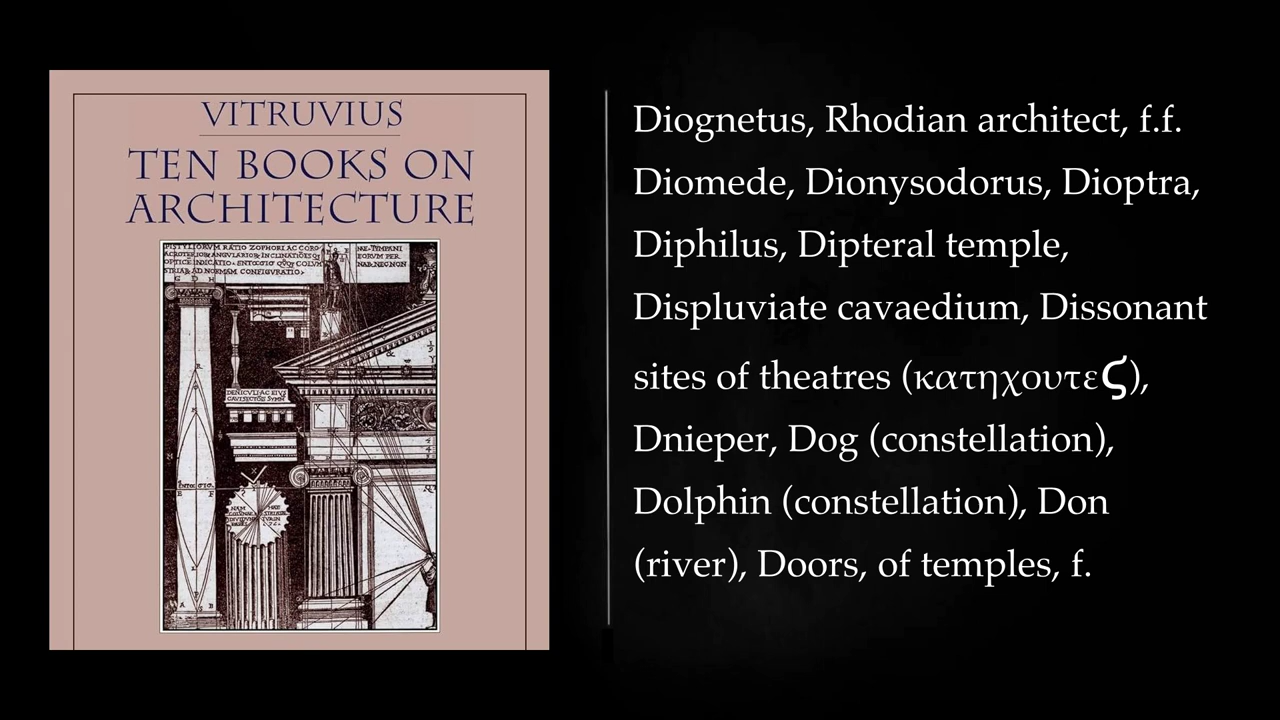 VITRUVIUS
TEN BOOKS ON
ARCHITECTURE
Diognetus, Rhodian architect, f.f.
Diomede, Dionysodorus, Dioptra,
Diphilus, Dipteral temple,
Displuviate cavaedium, Dissonant
sites of theatres (κατηχουτες),
Dnieper, Dog (constellation),
Dolphin (constellation), Don
(river), Doors, of temples, f.